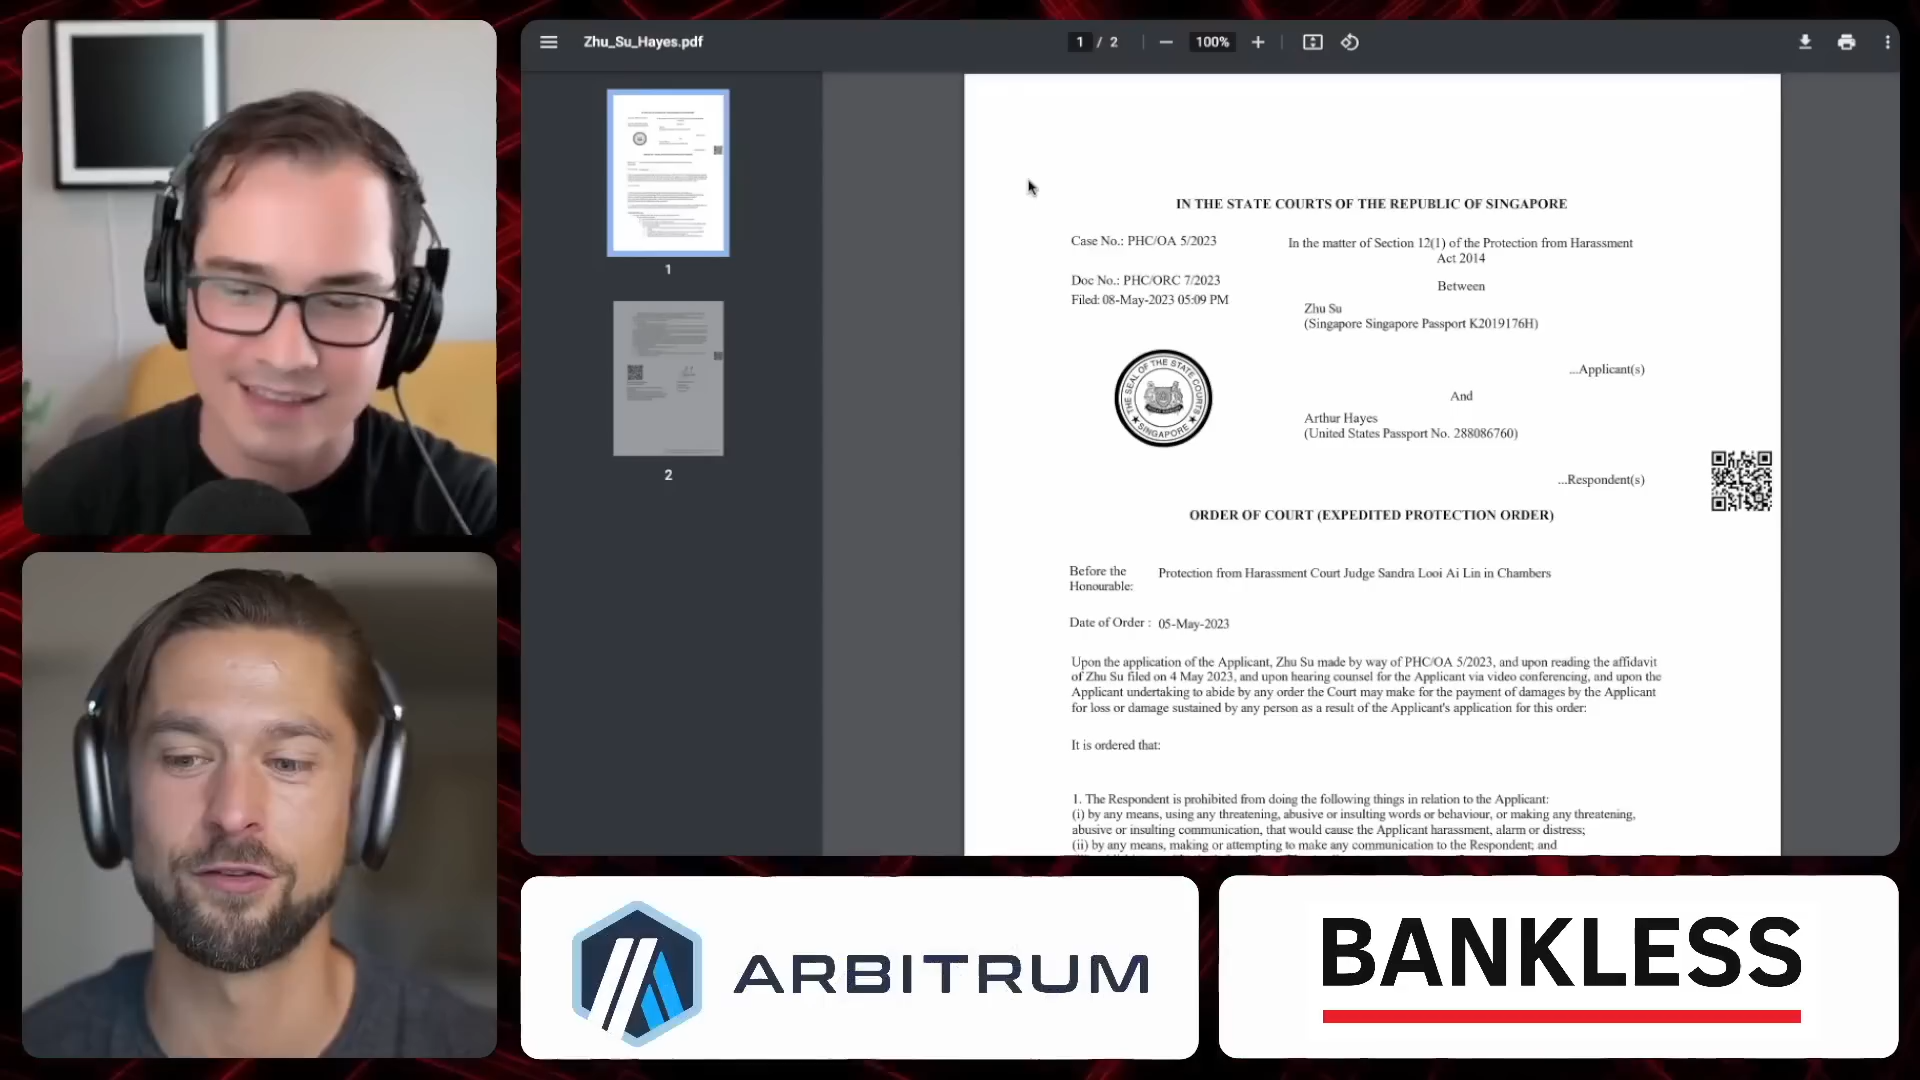 Zhu_Su_Hayes.pdf
1 / 2
100%
1
2
IN THE STATE COURTS OF THE REPUBLIC OF SINGAPORE
Case No.: PHC/OA 5/2023
In the matter of Section 12(1) of the Protection from Harassment
Act 2014
Doc No.: PHC/ORC 7/2023
Filed: 08-May-2023 05:09 PM
Between
Zhu Su
(Singapore Singapore Passport K2019176H)
...Applicant(s)
And
Arthur Hayes
(United States Passport No. 288086760)
...Respondent(s)
THE SEAL OF THE STATE COURTS
SINGAPORE
ORDER OF COURT (EXPEDITED PROTECTION ORDER)
Before the
Honourable:
Protection from Harassment Court Judge Sandra Looi Ai Lin in Chambers
Date of Order : 05-May-2023
Upon the application of the Applicant, Zhu Su made by way of PHC/OA 5/2023, and upon reading the affidavit
of Zhu Su filed on 4 May 2023, and upon hearing counsel for the Applicant via video conferencing, and upon the
Applicant undertaking to abide by any order the Court may make for the payment of damages by the Applicant
for loss or damage sustained by any person as a result of the Applicant's application for this order:
It is ordered that:
1. The Respondent is prohibited from doing the following things in relation to the Applicant:
(i) by any means, using any threatening, abusive or insulting words or behaviour, or making any threatening,
abusive or insulting communication, that would cause the Applicant harassment, alarm or distress;
(ii) by any means, making or attempting to make any communication to the Respondent; and
ARBITRUM
BANKLESS